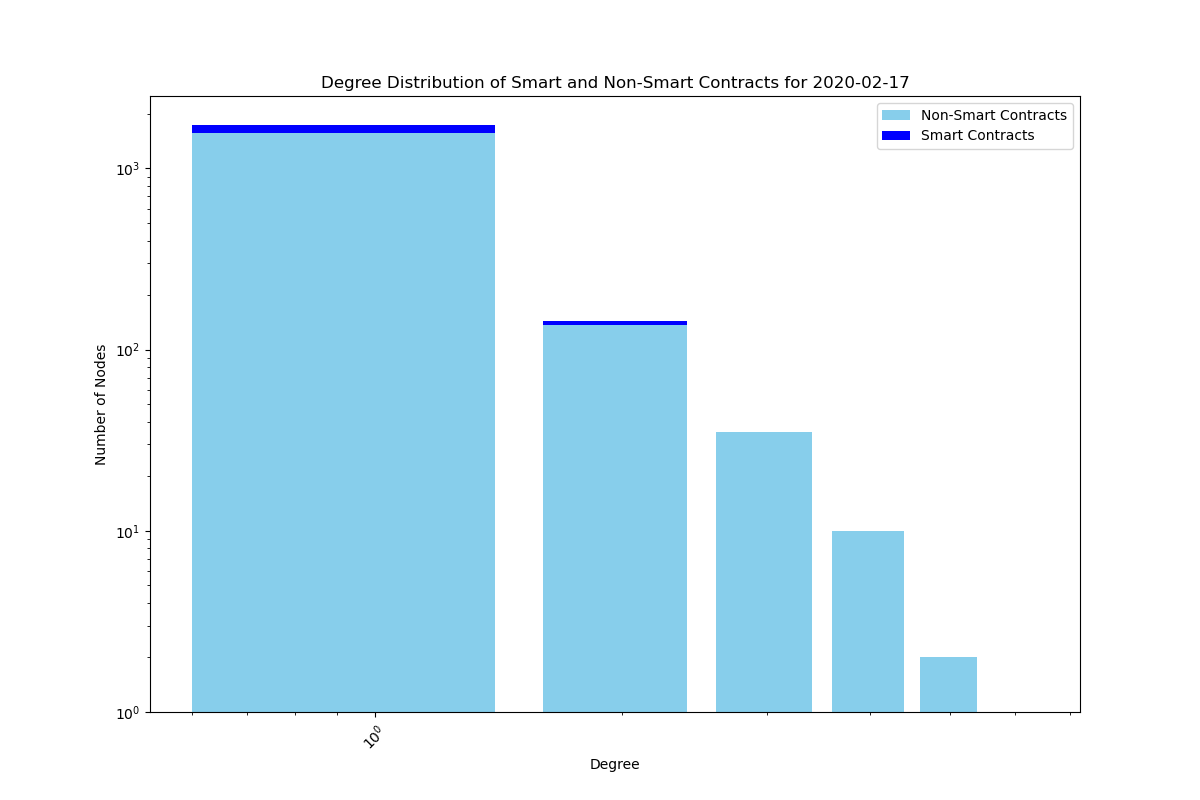 Degree Distribution of Smart and Non-Smart Contracts for 2020-02-17
Non-Smart Contracts
Smart Contracts
10³
10²
10¹
10⁰
Number of Nodes
10⁰
Degree